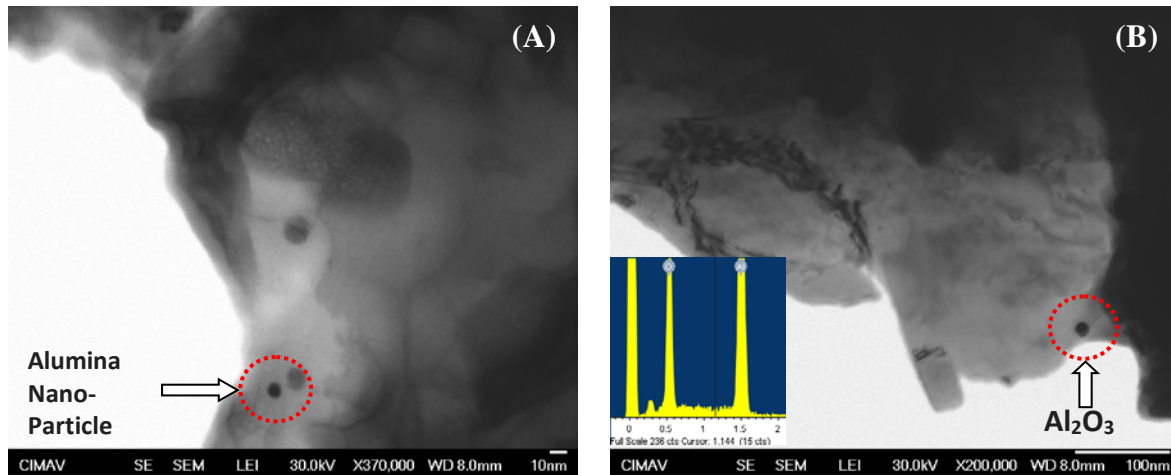 (A)
Alumina
Nano-
Particle
CIMAV SE SEM LEI 30.0kV X370,000 WD 8.0mm 10nm
(B)
O Al
0 0.5 1 1.5 2
Full Scale 236 cts Cursor: 1.144 (15 cts)
Al₂O₃
CIMAV SE SEM LEI 30.0kV X200,000 WD 8.0mm 100nm